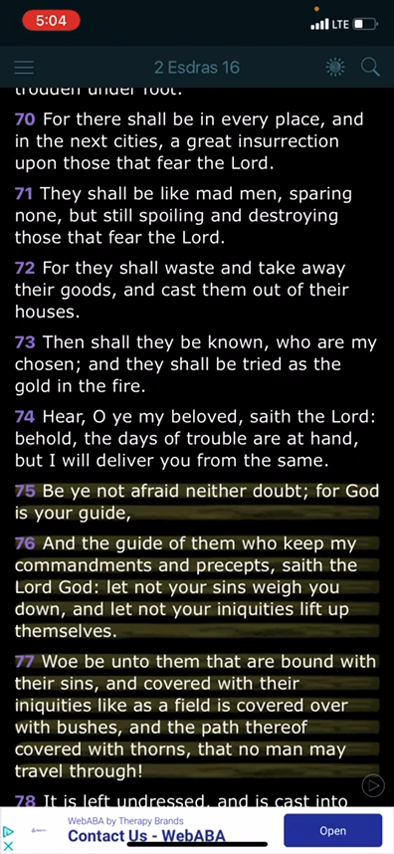 5:04
LTE
2 Esdras 16
trodden under foot.
70 For there shall be in every place, and
in the next cities, a great insurrection
upon those that fear the Lord.
71 They shall be like mad men, sparing
none, but still spoiling and destroying
those that fear the Lord.
72 For they shall waste and take away
their goods, and cast them out of their
houses.
73 Then shall they be known, who are my
chosen; and they shall be tried as the
gold in the fire.
74 Hear, O ye my beloved, saith the Lord:
behold, the days of trouble are at hand,
but I will deliver you from the same.
75 Be ye not afraid neither doubt; for God
is your guide,
76 And the guide of them who keep my
commandments and precepts, saith the
Lord God: let not your sins weigh you
down, and let not your iniquities lift up
themselves.
77 Woe be unto them that are bound with
their sins, and covered with their
iniquities like as a field is covered over
with bushes, and the path thereof
covered with thorns, that no man may
travel through!
78 It is left undressed, and is cast into
WebABA by Therapy Brands
Contact Us - WebABA
Open